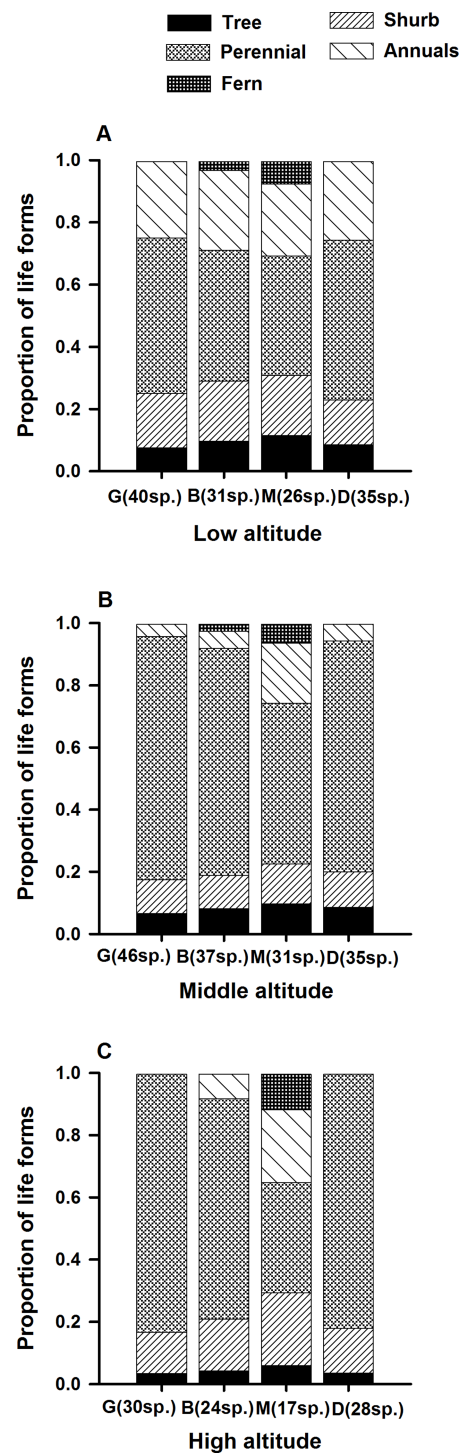 Tree Shurb
Perennial Annuals
Fern
A
1.0
0.8
0.6
0.4
0.2
0.0
Proportion of life forms
G(40sp.) B(31sp.) M(26sp.) D(35sp.)
Low altitude
B
1.0
0.8
0.6
0.4
0.2
0.0
Proportion of life forms
G(46sp.) B(37sp.) M(31sp.) D(35sp.)
Middle altitude
C
1.0
0.8
0.6
0.4
0.2
0.0
Proportion of life forms
G(30sp.) B(24sp.) M(17sp.) D(28sp.)
High altitude